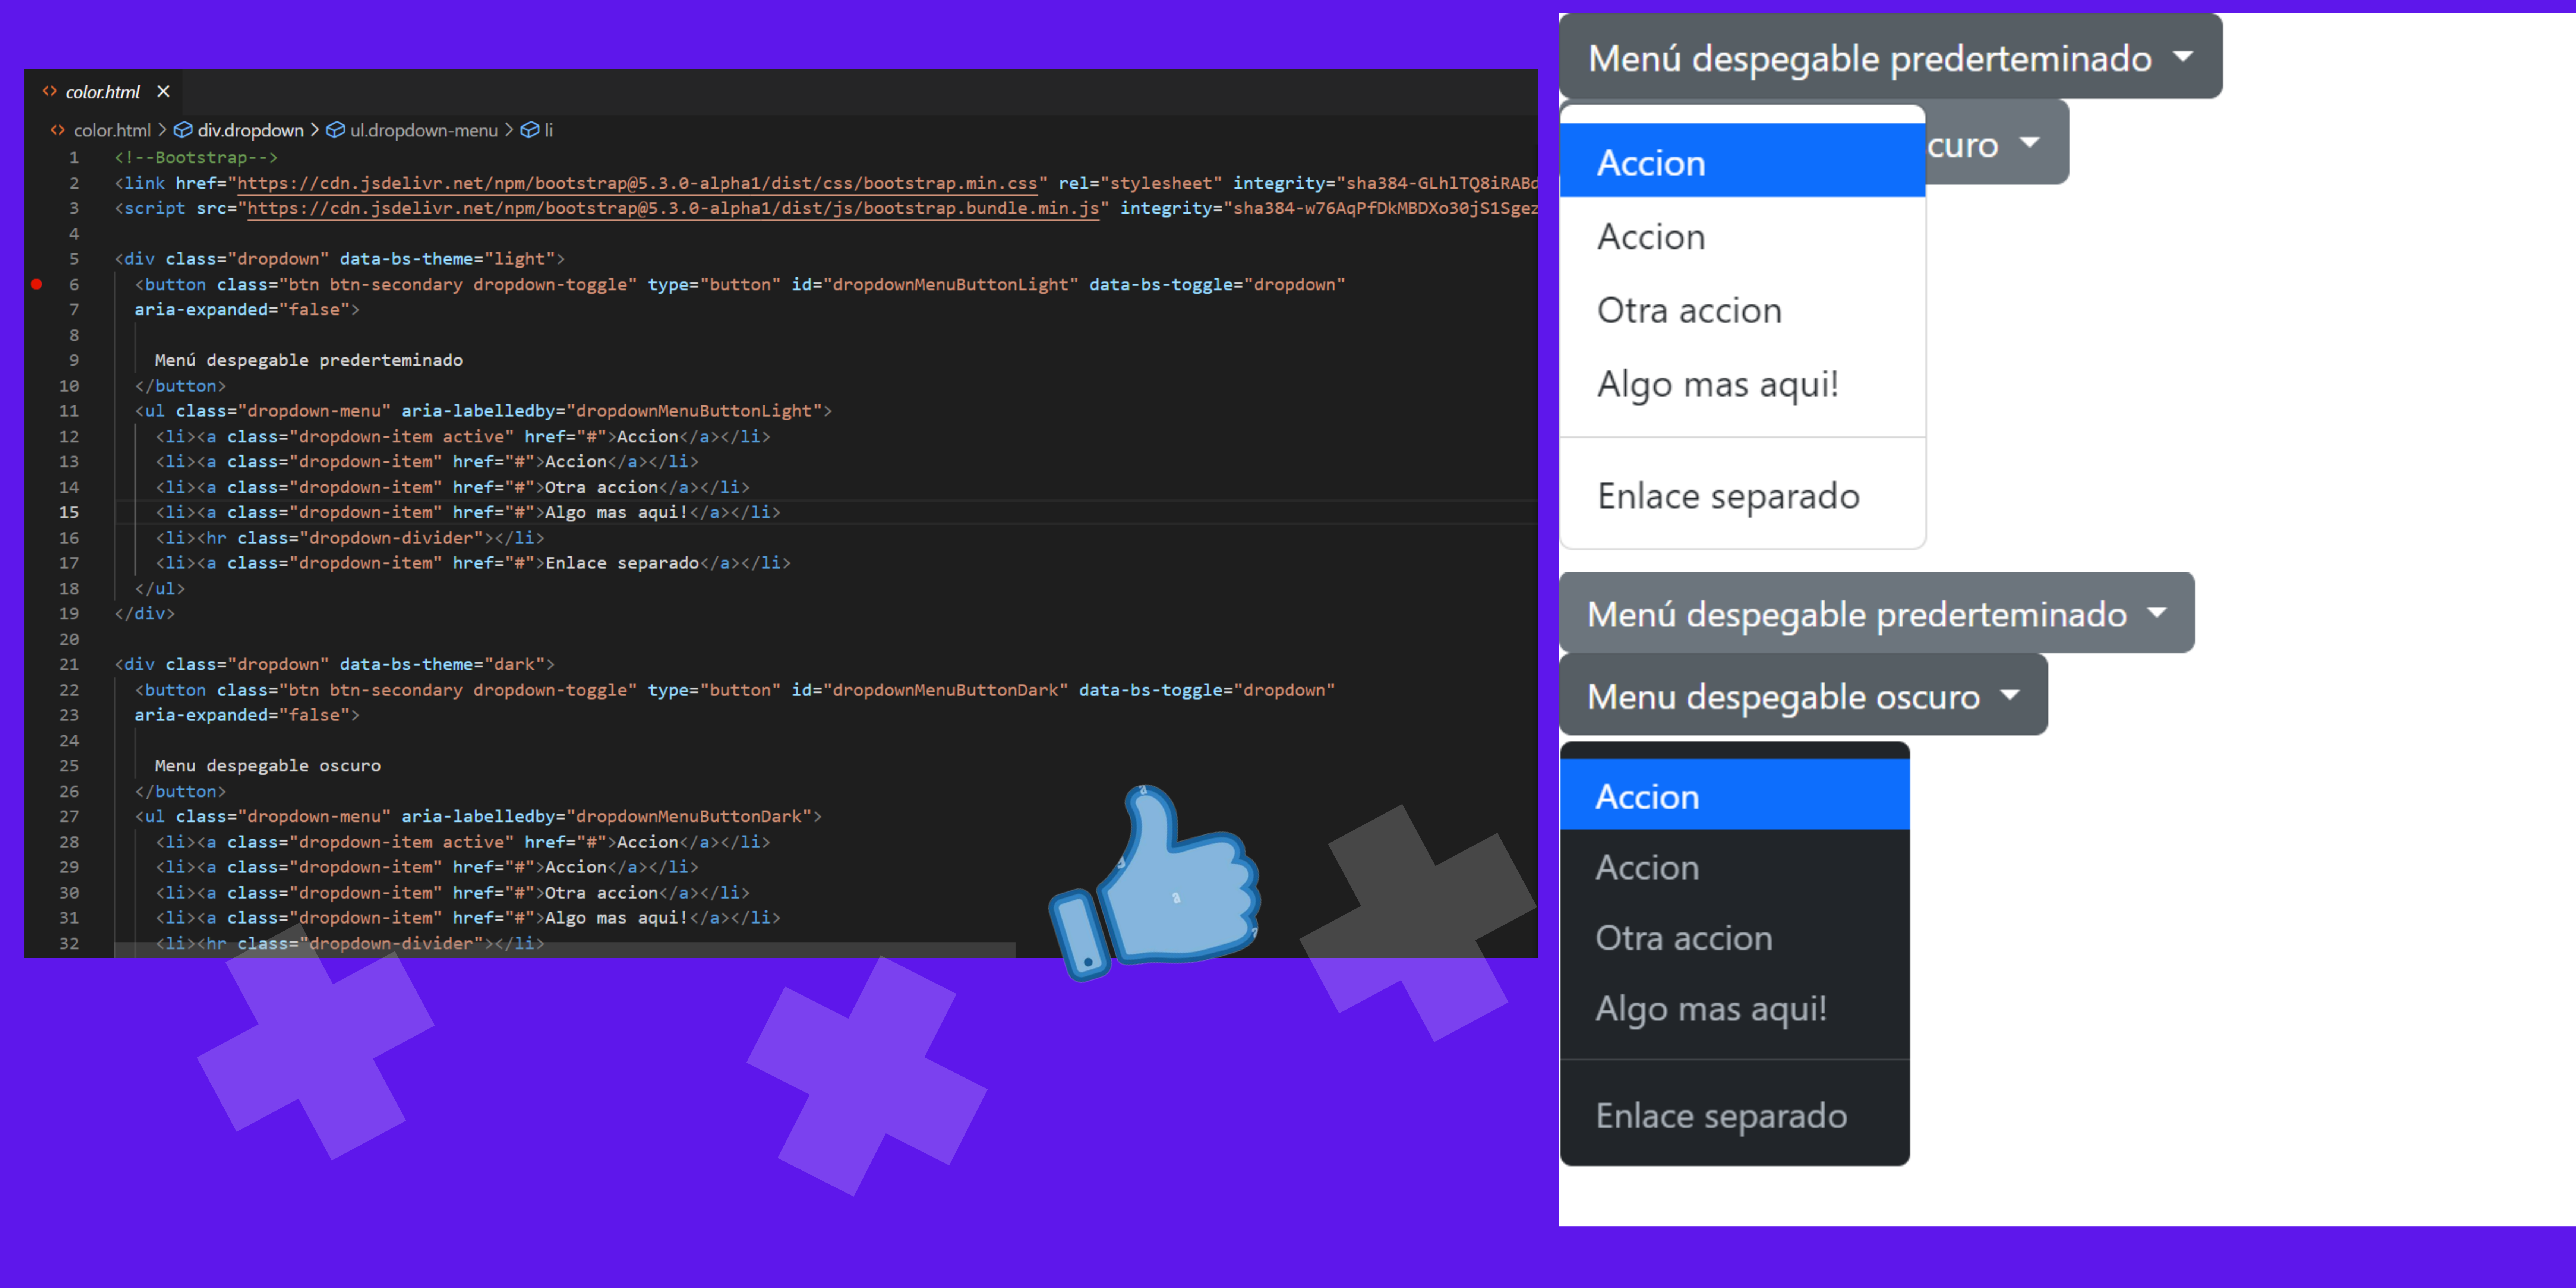 color.html
color.html > div.dropdown > ul.dropdown-menu > li
1 <!--Bootstrap-->
2 <link href="https://cdn.jsdelivr.net/npm/bootstrap@5.3.0-alpha1/dist/css/bootstrap.min.css" rel="stylesheet" integrity="sha384-GLhlTQ8iRABd
3 <script src="https://cdn.jsdelivr.net/npm/bootstrap@5.3.0-alpha1/dist/js/bootstrap.bundle.min.js" integrity="sha384-w76AqPfDkMBDXo30jS1Sgez
4
5 <div class="dropdown" data-bs-theme="light">
6 <button class="btn btn-secondary dropdown-toggle" type="button" id="dropdownMenuButtonLight" data-bs-toggle="dropdown"
7 aria-expanded="false">
8
9 Menú despegable prederteminado
10 </button>
11 <ul class="dropdown-menu" aria-labelledby="dropdownMenuButtonLight">
12 <li><a class="dropdown-item active" href="#">Accion</a></li>
13 <li><a class="dropdown-item" href="#">Accion</a></li>
14 <li><a class="dropdown-item" href="#">Otra accion</a></li>
15 <li><a class="dropdown-item" href="#">Algo mas aqui!</a></li>
16 <li><hr class="dropdown-divider"></li>
17 <li><a class="dropdown-item" href="#">Enlace separado</a></li>
18 </ul>
19 </div>
20
21 <div class="dropdown" data-bs-theme="dark">
22 <button class="btn btn-secondary dropdown-toggle" type="button" id="dropdownMenuButtonDark" data-bs-toggle="dropdown"
23 aria-expanded="false">
24
25 Menu despegable oscuro
26 </button>
27 <ul class="dropdown-menu" aria-labelledby="dropdownMenuButtonDark">
28 <li><a class="dropdown-item active" href="#">Accion</a></li>
29 <li><a class="dropdown-item" href="#">Accion</a></li>
30 <li><a class="dropdown-item" href="#">Otra accion</a></li>
31 <li><a class="dropdown-item" href="#">Algo mas aqui!</a></li>
32 <li><hr class="dropdown-divider"></li>
Menú despegable prederteminado
curo
Accion
Accion
Otra accion
Algo mas aqui!
Enlace separado
Menú despegable prederteminado
Menu despegable oscuro
Accion
Accion
Otra accion
Algo mas aqui!
Enlace separado